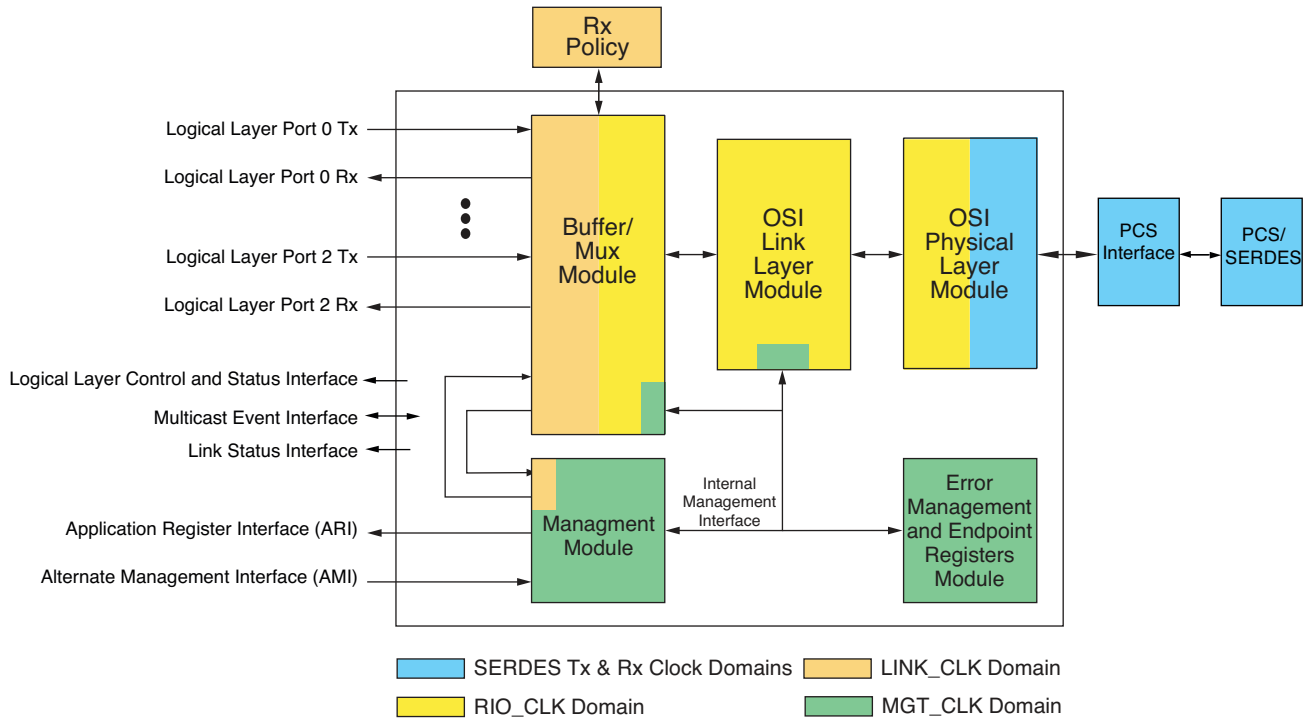 Rx
Policy
Logical Layer Port 0 Tx
Logical Layer Port 0 Rx
Logical Layer Port 2 Tx
Logical Layer Port 2 Rx
Logical Layer Control and Status Interface
Multicast Event Interface
Link Status Interface
Application Register Interface (ARI)
Alternate Management Interface (AMI)
Buffer/
Mux
Module
OSI
Link
Layer
Module
OSI
Physical
Layer
Module
PCS
Interface
PCS/
SERDES
Managment
Module
Internal
Management
Interface
Error
Management
and Endpoint
Registers
Module
SERDES Tx & Rx Clock Domains
LINK_CLK Domain
RIO_CLK Domain
MGT_CLK Domain